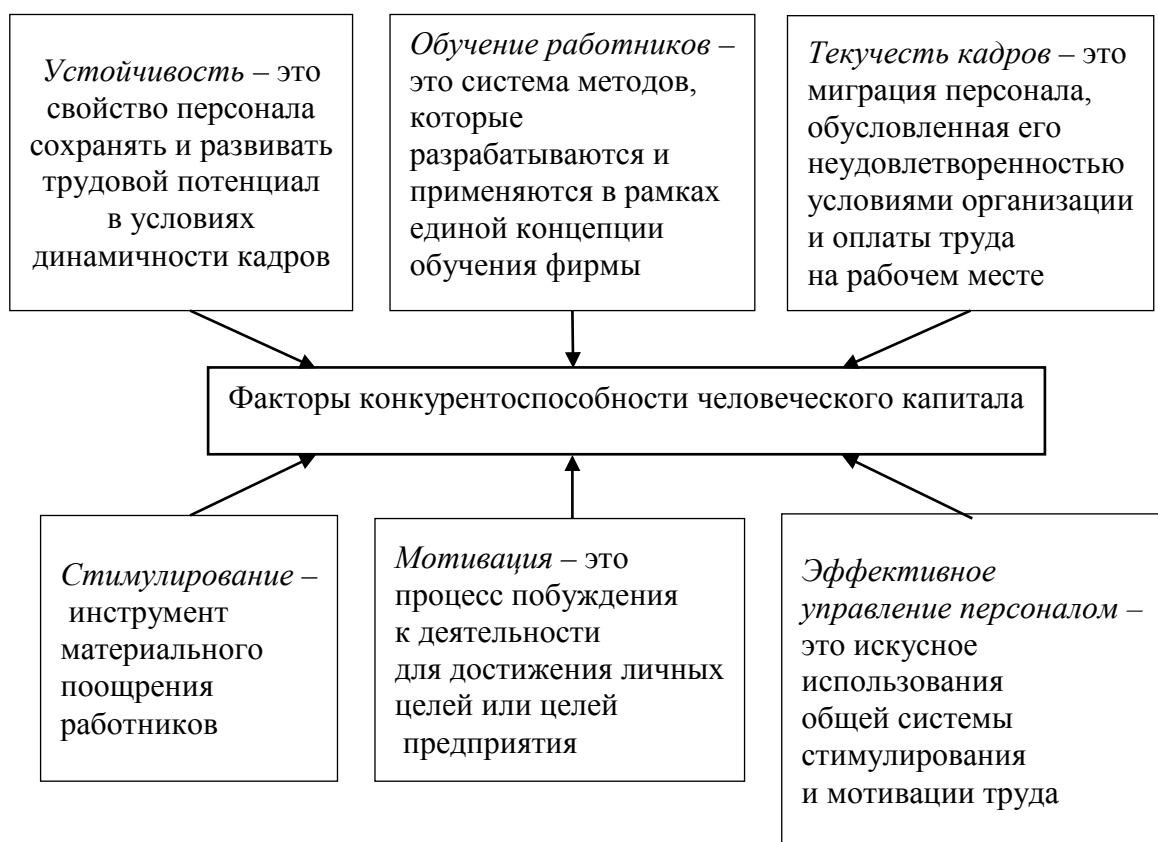 Устойчивость – это
свойство персонала
сохранять и развивать
трудовой потенциал
в условиях
динамичности кадров
Обучение работников –
это система методов,
которые
разрабатываются и
применяются в рамках
единой концепции
обучения фирмы
Текучесть кадров – это
миграция персонала,
обусловленная его
неудовлетворенностью
условиями организации
и оплаты труда
на рабочем месте
Факторы конкурентоспособности человеческого капитала
Стимулирование –
инструмент
материального
поощрения
работников
Мотивация – это
процесс побуждения
к деятельности
для достижения личных
целей или целей
предприятия
Эффективное
управление персоналом –
это искусное
использования
общей системы
стимулирования
и мотивации труда